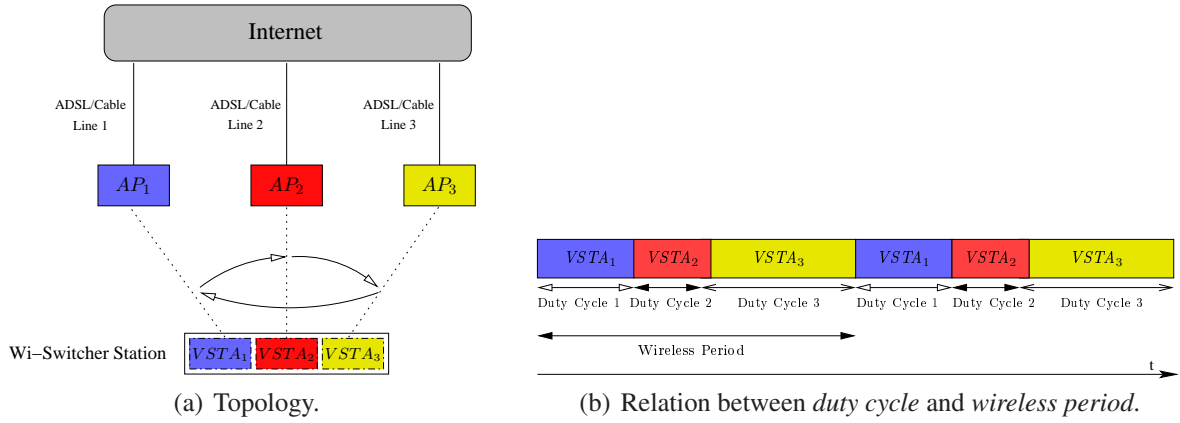 Internet
ADSL/Cable
Line 1
ADSL/Cable
Line 2
ADSL/Cable
Line 3
AP1
AP2
AP3
Wi–Switcher Station
VSTA1
VSTA2
VSTA3
(a) Topology.
VSTA1
VSTA2
VSTA3
VSTA1
VSTA2
VSTA3
Duty Cycle 1
Duty Cycle 2
Duty Cycle 3
Duty Cycle 1
Duty Cycle 2
Duty Cycle 3
Wireless Period
t
(b) Relation between duty cycle and wireless period.